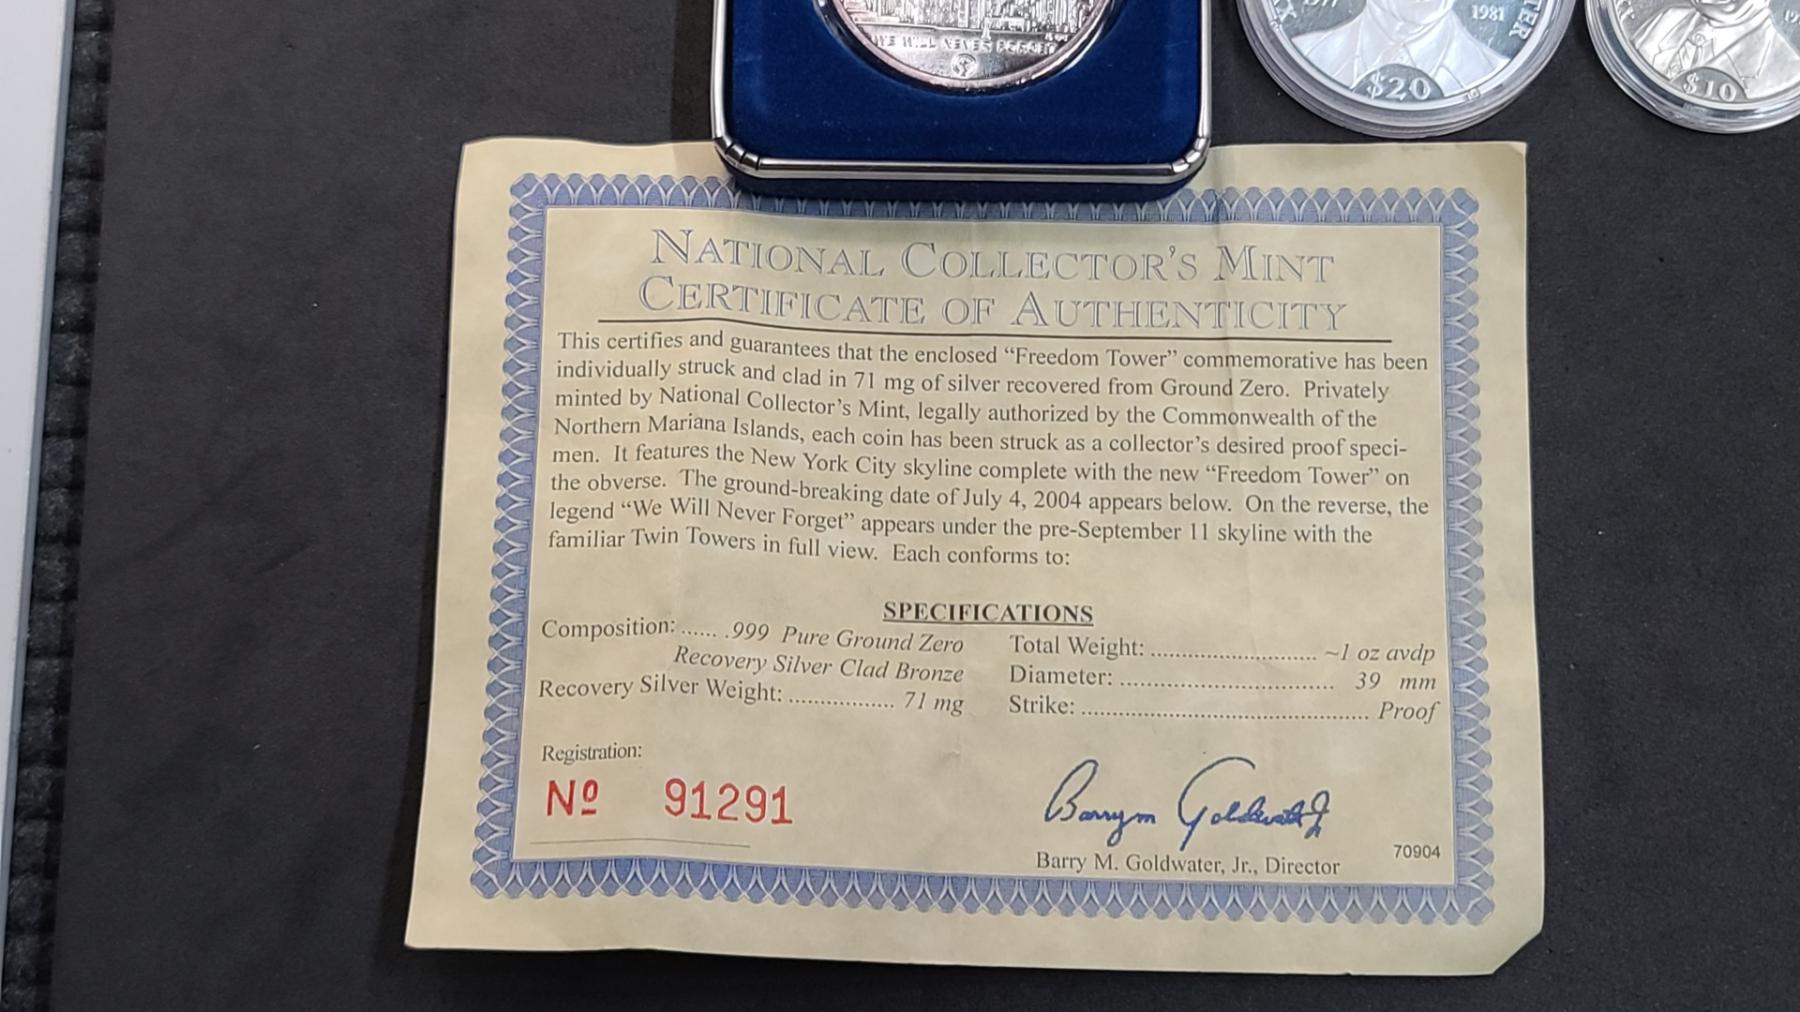 WE WILL NEVER FORGET
1981
$20
$10
NATIONAL COLLECTOR'S MINT
CERTIFICATE OF AUTHENTICITY
This certifies and guarantees that the enclosed “Freedom Tower” commemorative has been
individually struck and clad in 71 mg of silver recovered from Ground Zero. Privately
minted by National Collector's Mint, legally authorized by the Commonwealth of the
Northern Mariana Islands, each coin has been struck as a collector's desired proof speci-
men. It features the New York City skyline complete with the new “Freedom Tower” on
the obverse. The ground-breaking date of July 4, 2004 appears below. On the reverse, the
legend “We Will Never Forget” appears under the pre-September 11 skyline with the
familiar Twin Towers in full view. Each conforms to:
SPECIFICATIONS
Composition: ...... .999 Pure Ground Zero
Recovery Silver Clad Bronze
Recovery Silver Weight: ................. 71 mg
Total Weight: ........................... ~1 oz avdp
Diameter: ................................... 39 mm
Strike: .............................................. Proof
Registration:
Nº 91291
Barry M Goldwater Jr
Barry M. Goldwater, Jr., Director
70904